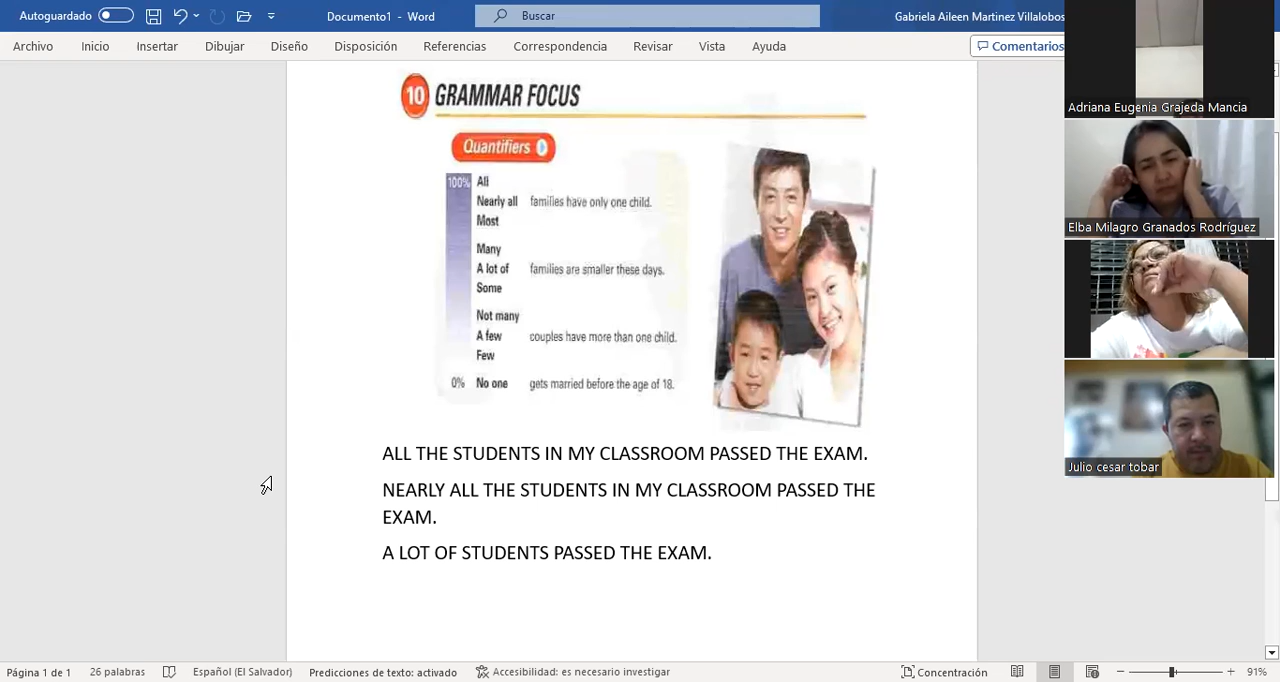 Autoguardado
Documento1 - Word
Buscar
Gabriela Aileen Martinez Villalobos
Archivo Inicio Insertar Dibujar Diseño Disposición Referencias Correspondencia Revisar Vista Ayuda
Comentarios
10 GRAMMAR FOCUS
Quantifiers
100% All
Nearly all families have only one child.
Most
Many
A lot of families are smaller these days.
Some
Not many
A few couples have more than one child.
Few
0% No one gets married before the age of 18.
ALL THE STUDENTS IN MY CLASSROOM PASSED THE EXAM.
NEARLY ALL THE STUDENTS IN MY CLASSROOM PASSED THE
EXAM.
A LOT OF STUDENTS PASSED THE EXAM.
Adriana Eugenia Grajeda Mancia
Elba Milagro Granados Rodríguez
Julio cesar tobar
Página 1 de 1 26 palabras Español (El Salvador) Predicciones de texto: activado Accesibilidad: es necesario investigar Concentración 91%